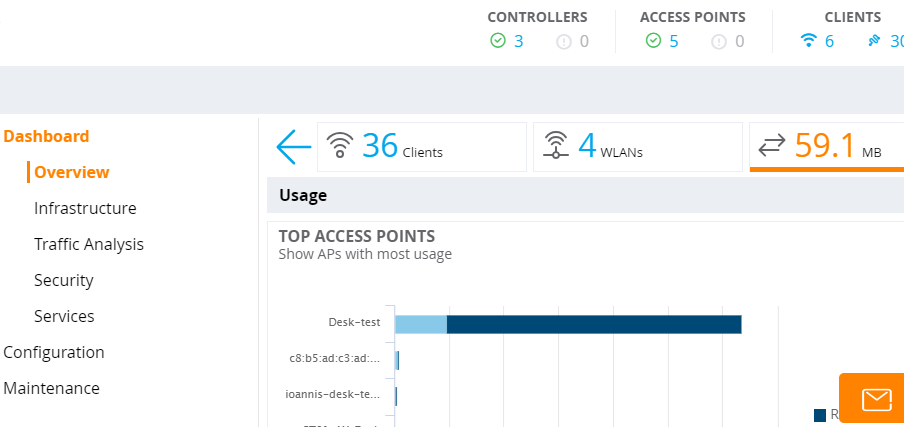 CONTROLLERS ACCESS POINTS CLIENTS
3 0 5 0 6 30
Dashboard
Overview
Infrastructure
Traffic Analysis
Security
Services
Configuration
Maintenance
36 Clients 4 WLANs 59.1 MB
Usage
TOP ACCESS POINTS
Show APs with most usage
Desk-test
c8:b5:ad:c3:ad:...
ioannis-desk-te...
R